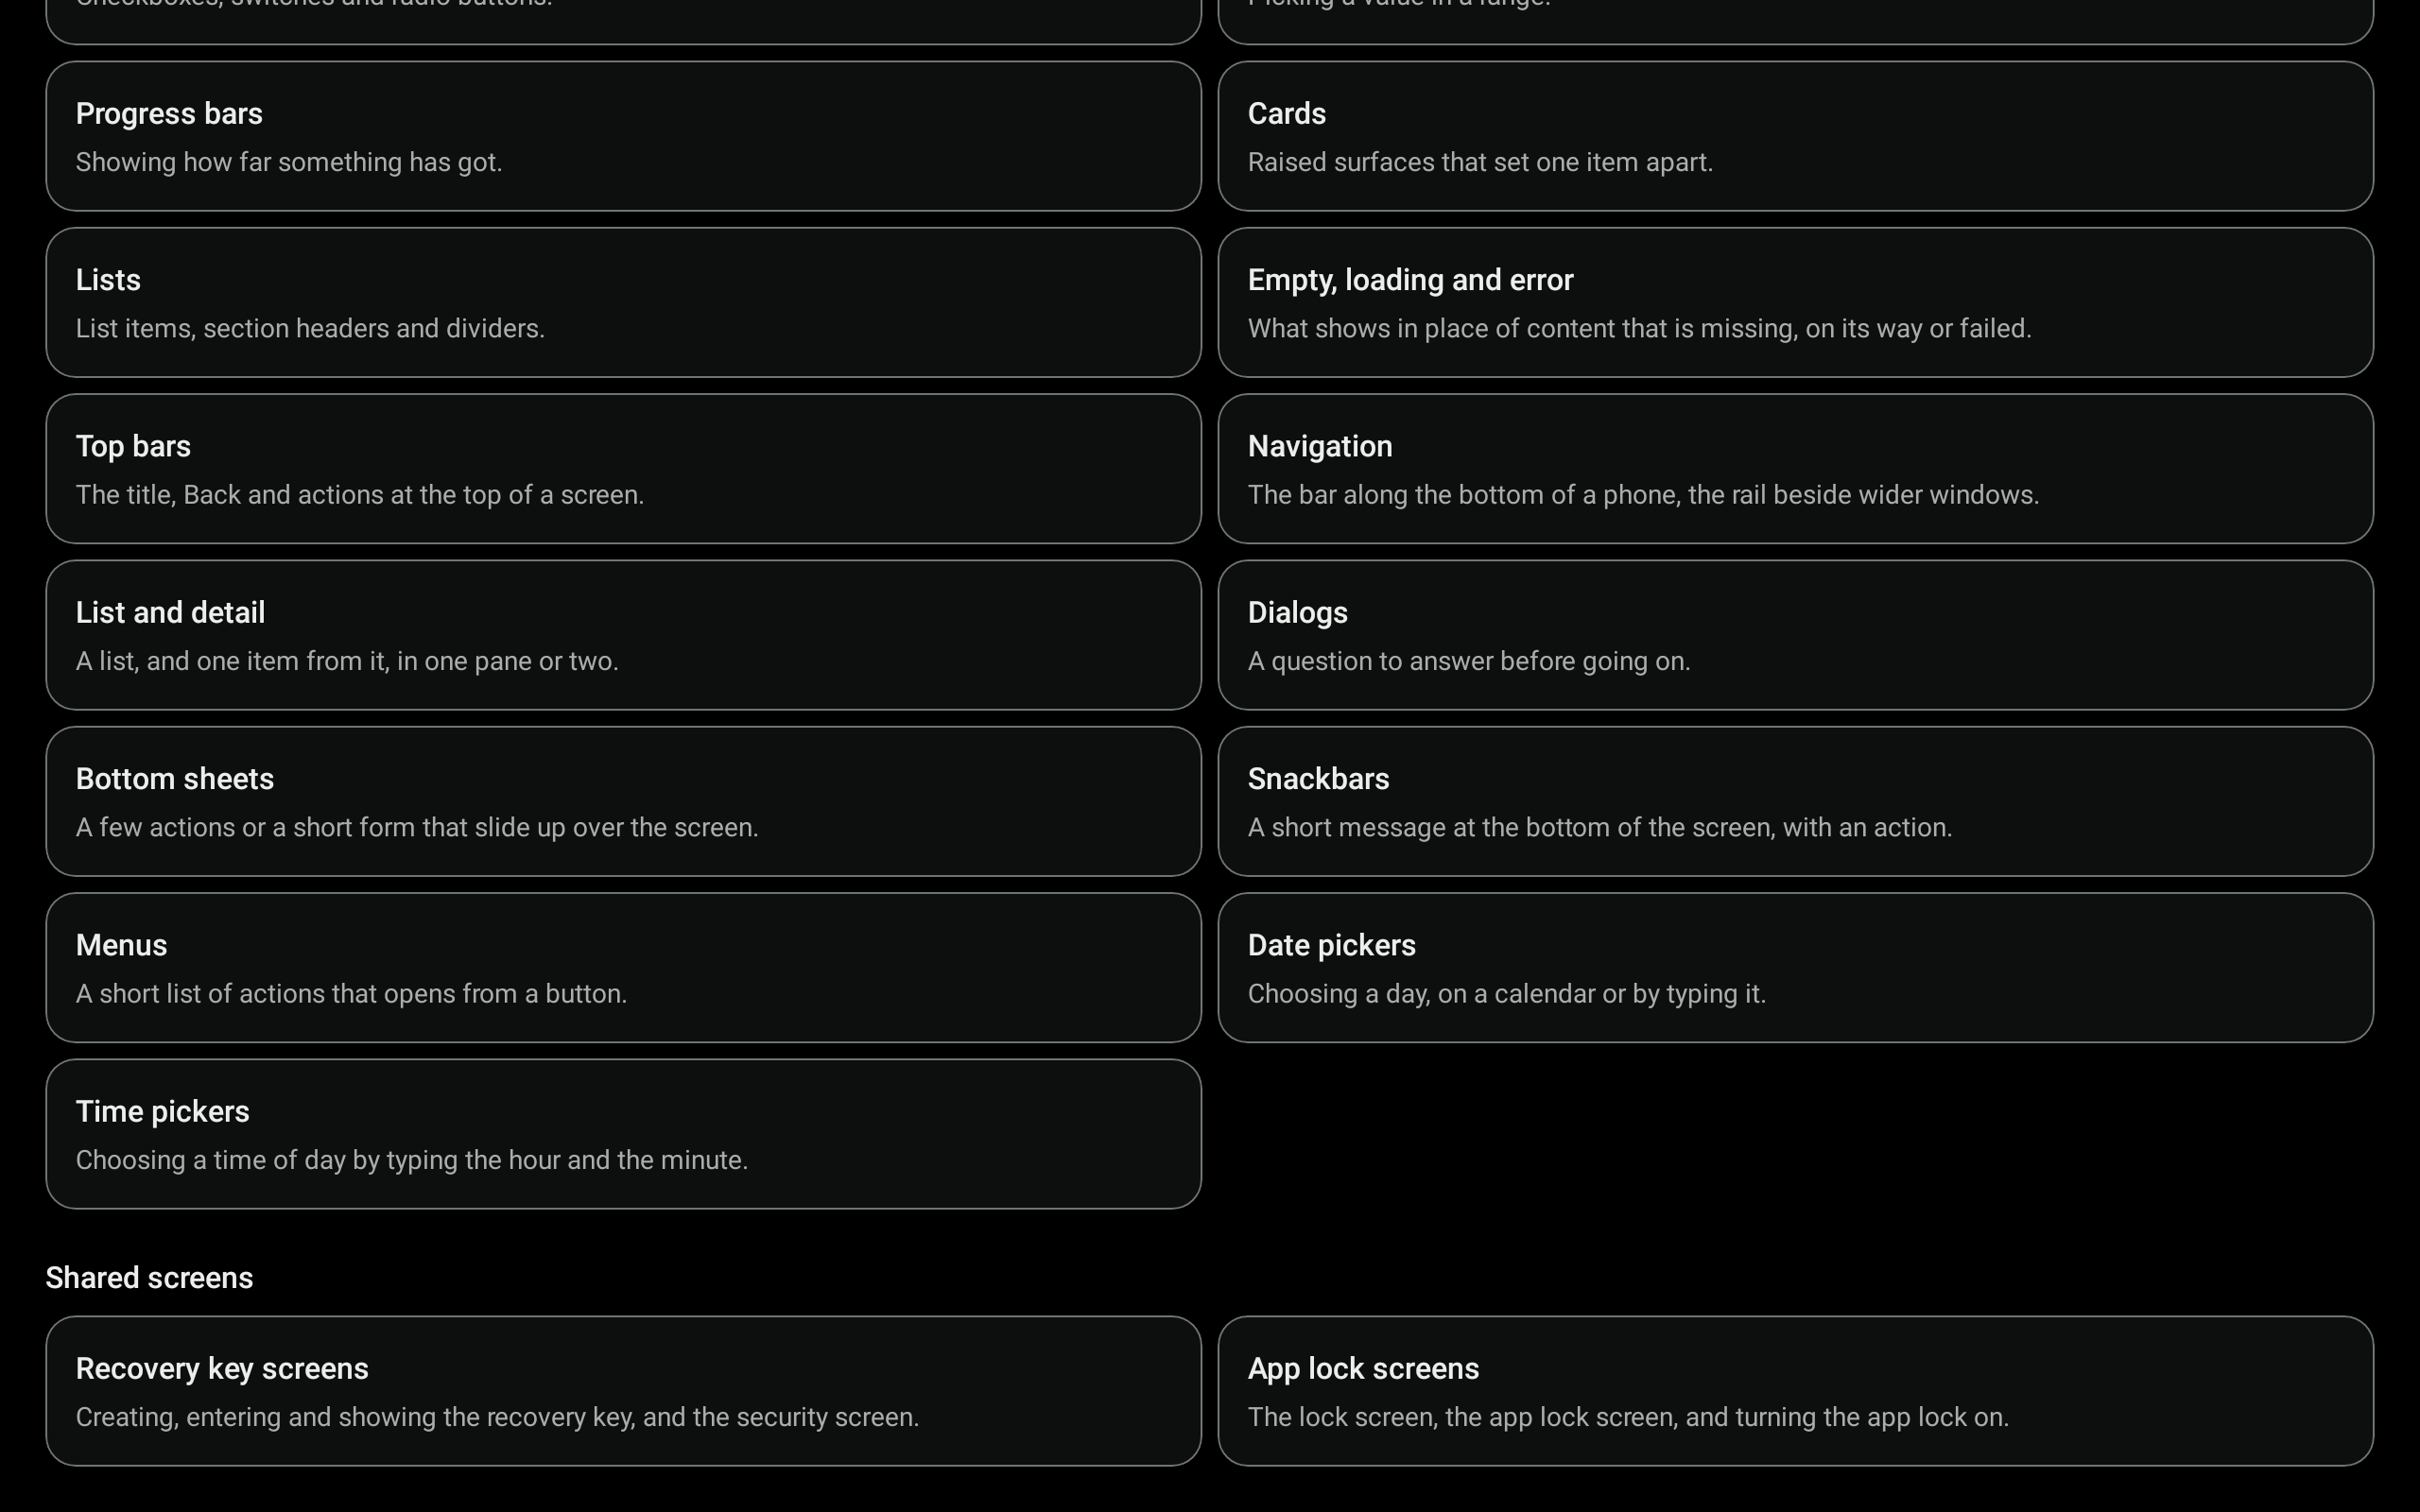 Checkboxes, switches and radio buttons.
Picking a value in a range.
Progress bars
Showing how far something has got.
Cards
Raised surfaces that set one item apart.
Lists
List items, section headers and dividers.
Empty, loading and error
What shows in place of content that is missing, on its way or failed.
Top bars
The title, Back and actions at the top of a screen.
Navigation
The bar along the bottom of a phone, the rail beside wider windows.
List and detail
A list, and one item from it, in one pane or two.
Dialogs
A question to answer before going on.
Bottom sheets
A few actions or a short form that slide up over the screen.
Snackbars
A short message at the bottom of the screen, with an action.
Menus
A short list of actions that opens from a button.
Date pickers
Choosing a day, on a calendar or by typing it.
Time pickers
Choosing a time of day by typing the hour and the minute.
Shared screens
Recovery key screens
Creating, entering and showing the recovery key, and the security screen.
App lock screens
The lock screen, the app lock screen, and turning the app lock on.